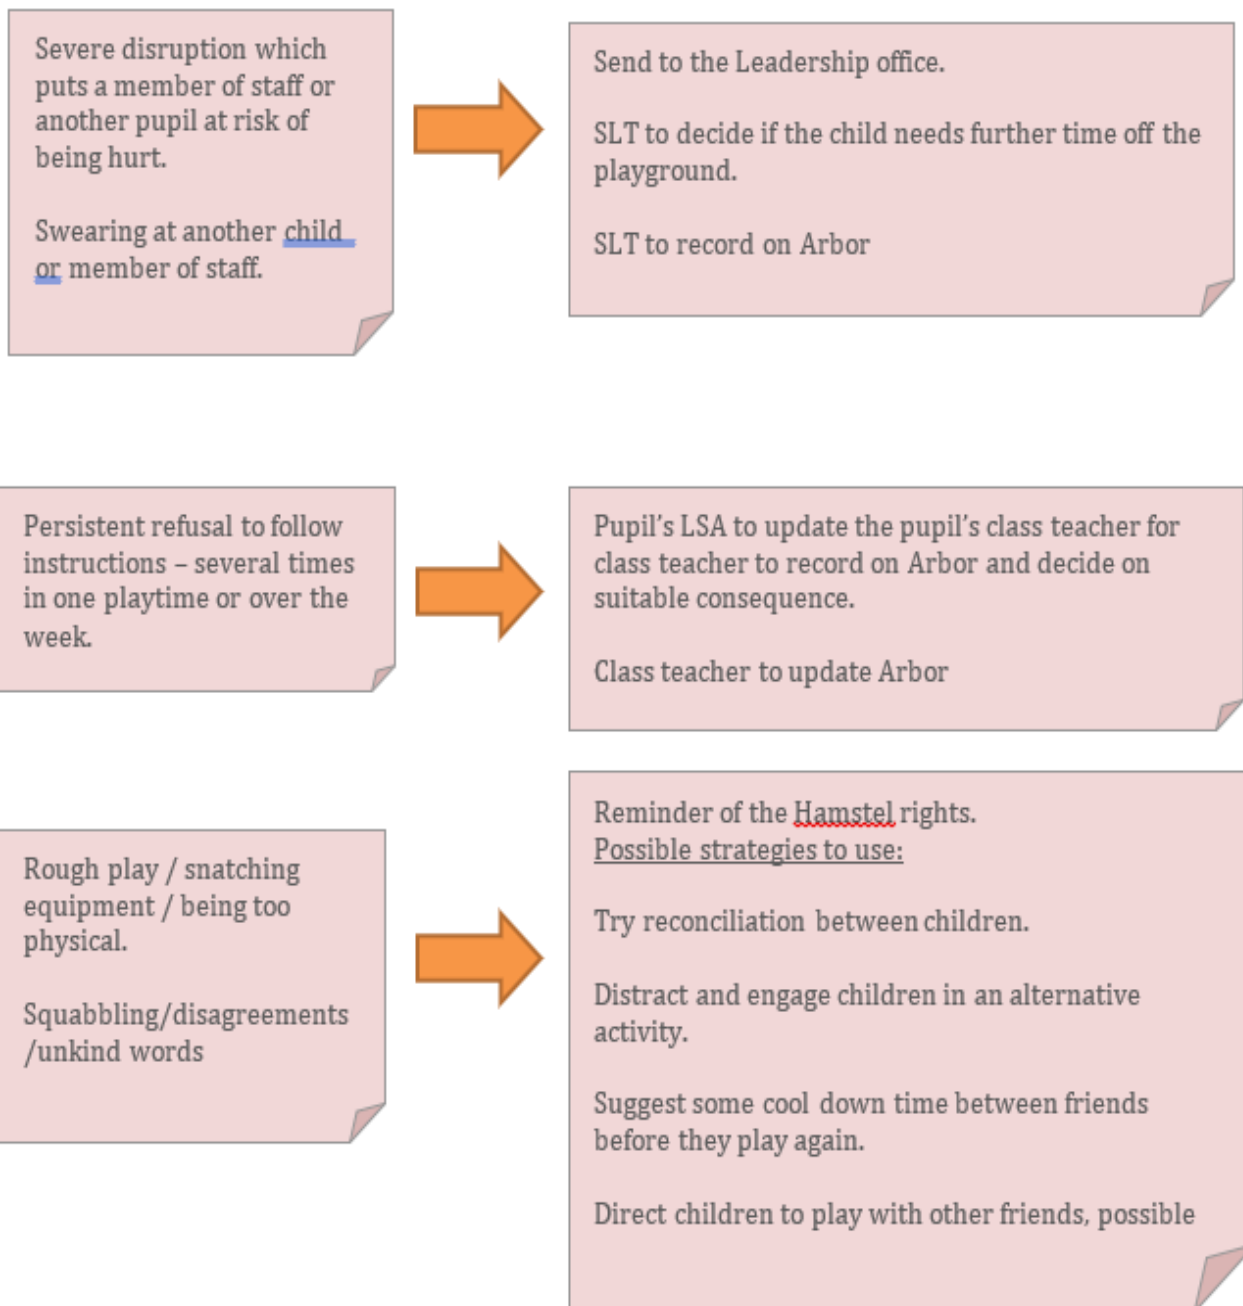 Severe disruption which
puts a member of staff or
another pupil at risk of
being hurt.
Swearing at another child
or member of staff.
Send to the Leadership office.
SLT to decide if the child needs further time off the
playground.
SLT to record on Arbor
Persistent refusal to follow
instructions – several times
in one playtime or over the
week.
Pupil's LSA to update the pupil's class teacher for
class teacher to record on Arbor and decide on
suitable consequence.
Class teacher to update Arbor
Rough play / snatching
equipment / being too
physical.
Squabbling/disagreements
/unkind words
Reminder of the Hamstel rights.
Possible strategies to use:
Try reconciliation between children.
Distract and engage children in an alternative
activity.
Suggest some cool down time between friends
before they play again.
Direct children to play with other friends, possible